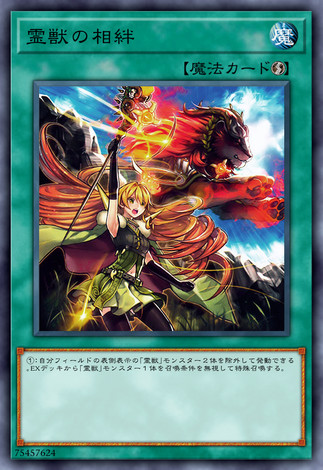 霊獣の相絆
魔
【魔法カード】
①:自分フィールドの表側表示の「霊獣」モンスター2体を除外して発動できる。
EXデッキから「霊獣」モンスター1体を召喚条件を無視して特殊召喚する。
75457624